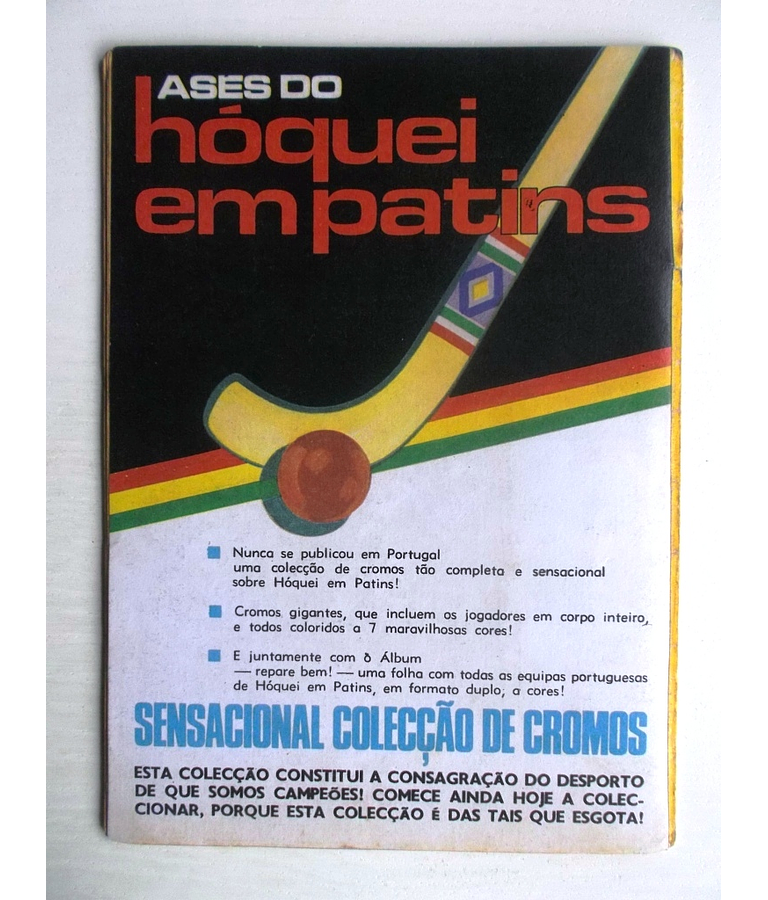 ASES DO
hóquei
em patins
Nunca se publicou em Portugal
uma colecção de cromos tão completa e sensacional
sobre Hóquei em Patins!
Cromos gigantes, que incluem os jogadores em corpo inteiro,
e todos coloridos a 7 maravilhosas cores!
E juntamente com o Álbum
— repare bem! — uma folha com todas as equipas portuguesas
de Hóquei em Patins, em formato duplo, a cores!
SENSACIONAL COLECÇÃO DE CROMOS
ESTA COLECÇÃO CONSTITUI A CONSAGRAÇÃO DO DESPORTO
DE QUE SOMOS CAMPEÕES! COMECE AINDA HOJE A COLEC-
CIONAR, PORQUE ESTA COLECÇÃO É DAS TAIS QUE ESGOTA!